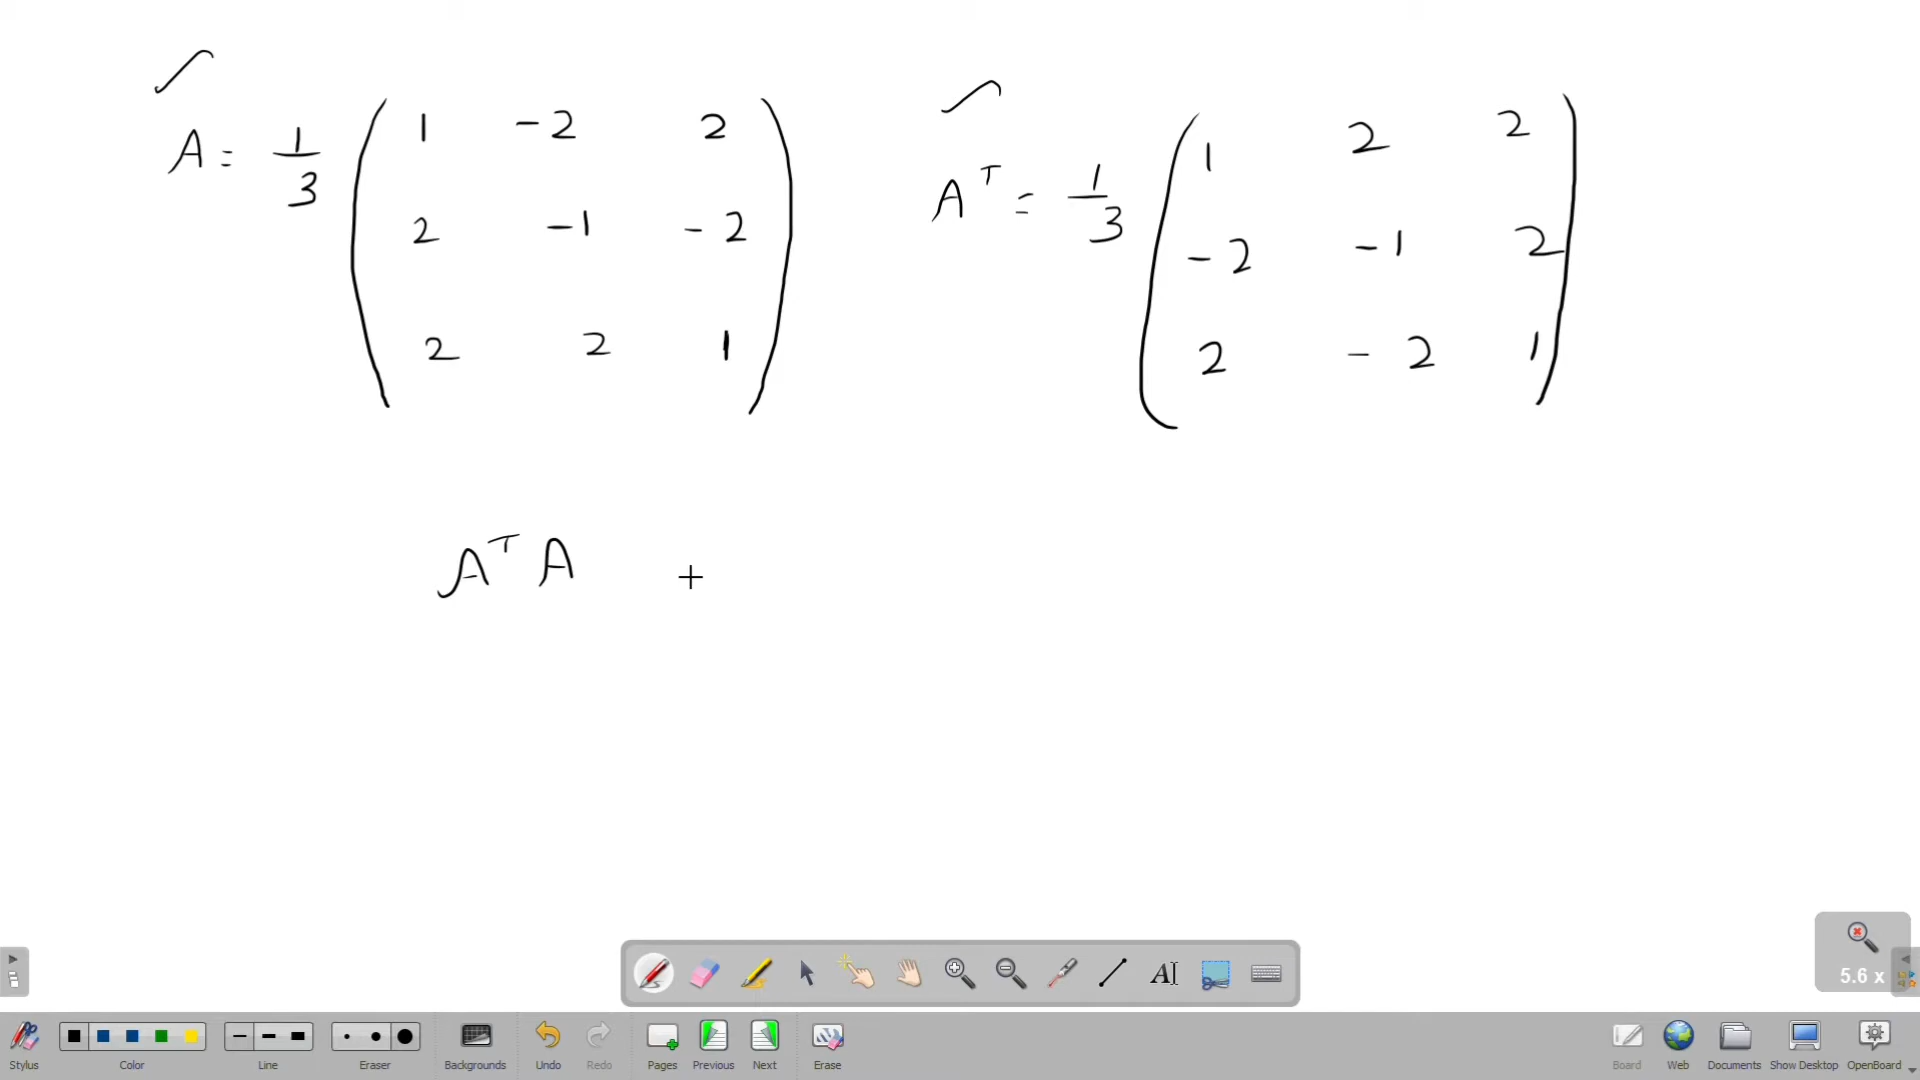 A = 1/3 ( 1 -2 2
2 -1 -2
2 2 1 )
A^T = 1/3 ( 1 2 2
-2 -1 2
2 -2 1 )
A^T A
5.6 x
Stylus Color Line Eraser Backgrounds Undo Redo Pages Previous Next Erase Board Web Documents Show Desktop OpenBoard